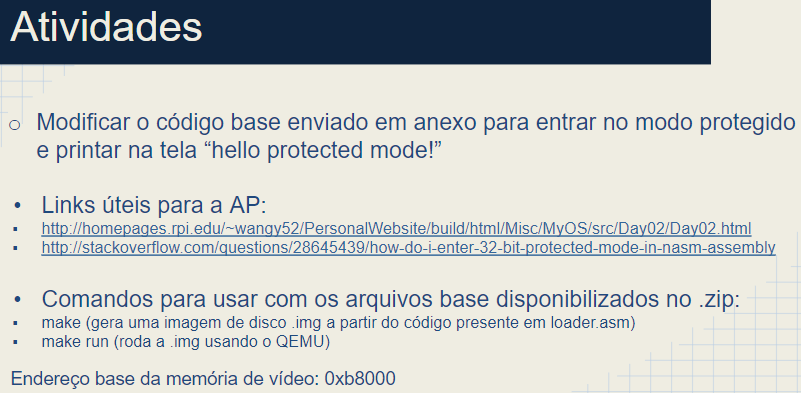 Atividades
o Modificar o código base enviado em anexo para entrar no modo protegido
e printar na tela “hello protected mode!”
• Links úteis para a AP:
▪ http://homepages.rpi.edu/~wangy52/PersonalWebsite/build/html/Misc/MyOS/src/Day02/Day02.html
▪ http://stackoverflow.com/questions/28645439/how-do-i-enter-32-bit-protected-mode-in-nasm-assembly
• Comandos para usar com os arquivos base disponibilizados no .zip:
▪ make (gera uma imagem de disco .img a partir do código presente em loader.asm)
▪ make run (roda a .img usando o QEMU)
Endereço base da memória de vídeo: 0xb8000